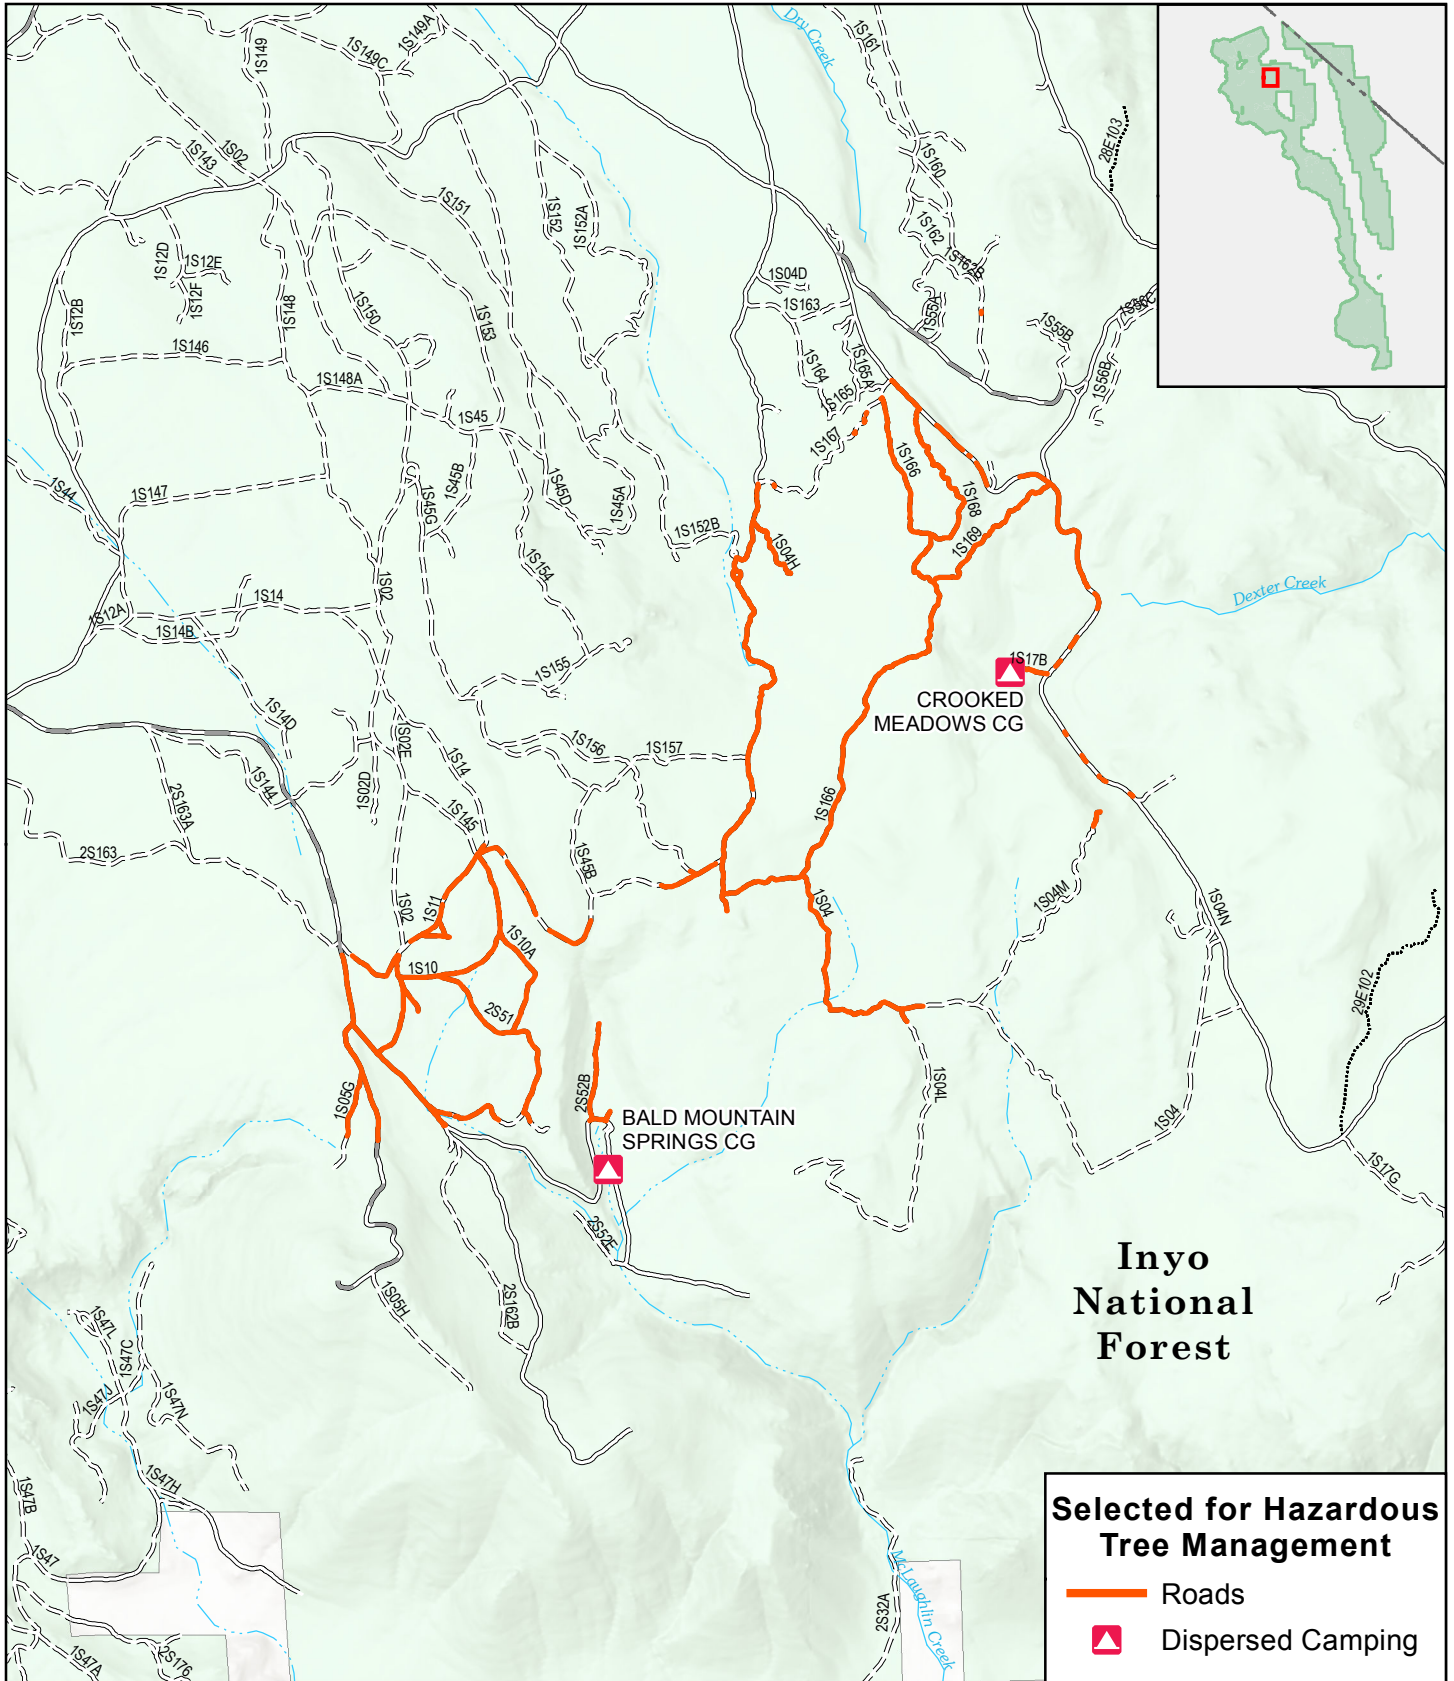 Dry Creek
1S161
1S149A
1S149C
1S149
28E103
1S02
1S143
1S160
1S151
1S152
1S152A
1S162
1S162B
1S12D
1S12E
1S12F
1S04D
1S163
1S12B
1S148
1S150
1S153
1S55A
1S55B
1S56C
1S146
1S148A
1S164
1S165A
1S165
1S56B
1S45
1S167
1S166
1S44
1S147
1S45G
1S45B
1S45D
1S45A
1S168
1S152B
1S169
1S04H
1S154
Dexter Creek
1S02
1S14
1S12A
1S14B
1S155
1S17B
CROOKED
MEADOWS CG
1S14D
1S02E
1S14
1S156
1S157
1S144
1S02D
2S163A
1S145
1S166
2S163
1S45B
1S02
1S11
1S04
1S04M
1S04N
1S10A
1S10
2S51
29E102
1S04L
2S52B
1S05G
BALD MOUNTAIN
SPRINGS CG
1S04
1S17G
2S52E
Inyo
National
Forest
1S05H
2S162B
1S47L
1S47C
1S47J
1S47N
1S47H
1S47B
1S47
1S47A
2S176
2S32A
McLaughlin Creek
Selected for Hazardous
Tree Management
Roads
Dispersed Camping